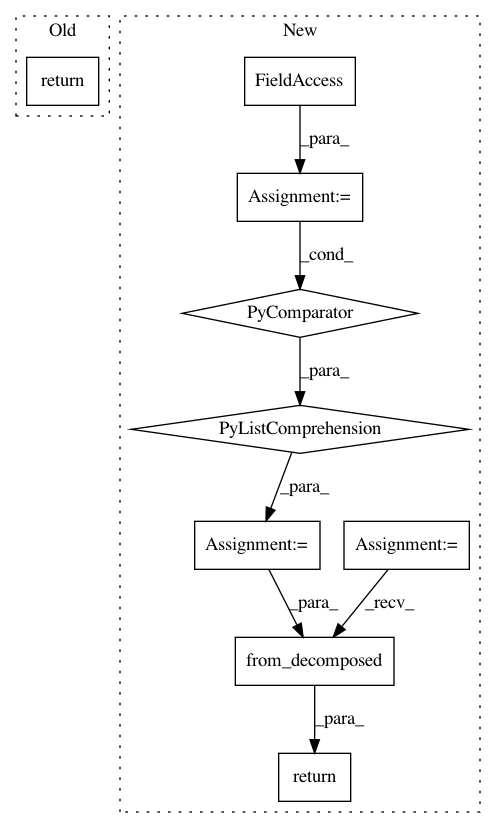 Old
New
return
FieldAccess
_para_
Assignment:=
_cond_
PyComparator
_para_
PyListComprehension
_para_
Assignment:=
Assignment:=
_para_
_recv_
from_decomposed
_para_
return